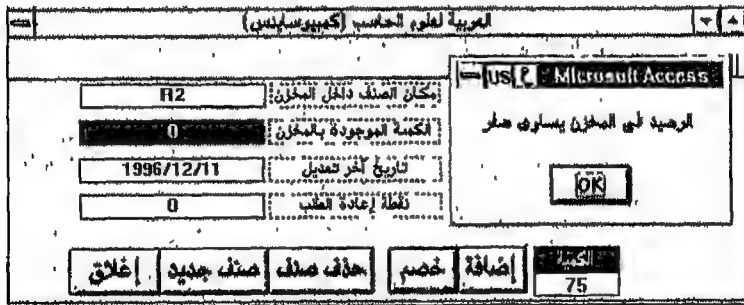 العربية لعلوم الحاسب (كمبيوساينس)
مكان الصنف داخل المخزن R2
الكمية الموجودة بالمخزن 0
تاريخ آخر تعديل 1996/12/11
نقطة إعادة الطلب 0
US ع Microsoft Access
الرصيد في المخزن يساوى صفر
OK
إضافة خصم حذف صنف صنف جديد إغلاق
الكمية
75